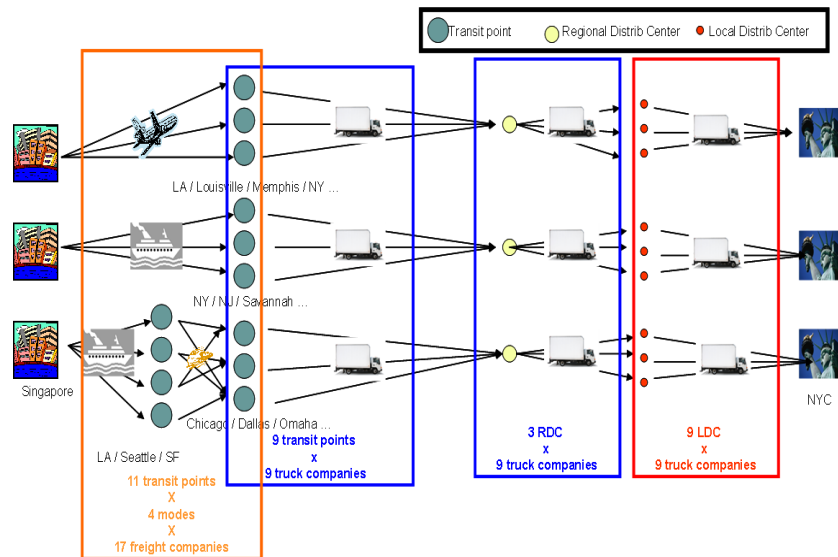 Transit point
Regional Distrib Center
Local Distrib Center
LA / Louisville / Memphis / NY ...
NY / NJ / Savannah ...
Singapore
NYC
Chicago / Dallas / Omaha ...
LA / Seattle / SF
9 transit points
x
9 truck companies
3 RDC
x
9 truck companies
9 LDC
x
9 truck companies
11 transit points
X
4 modes
X
17 freight companies